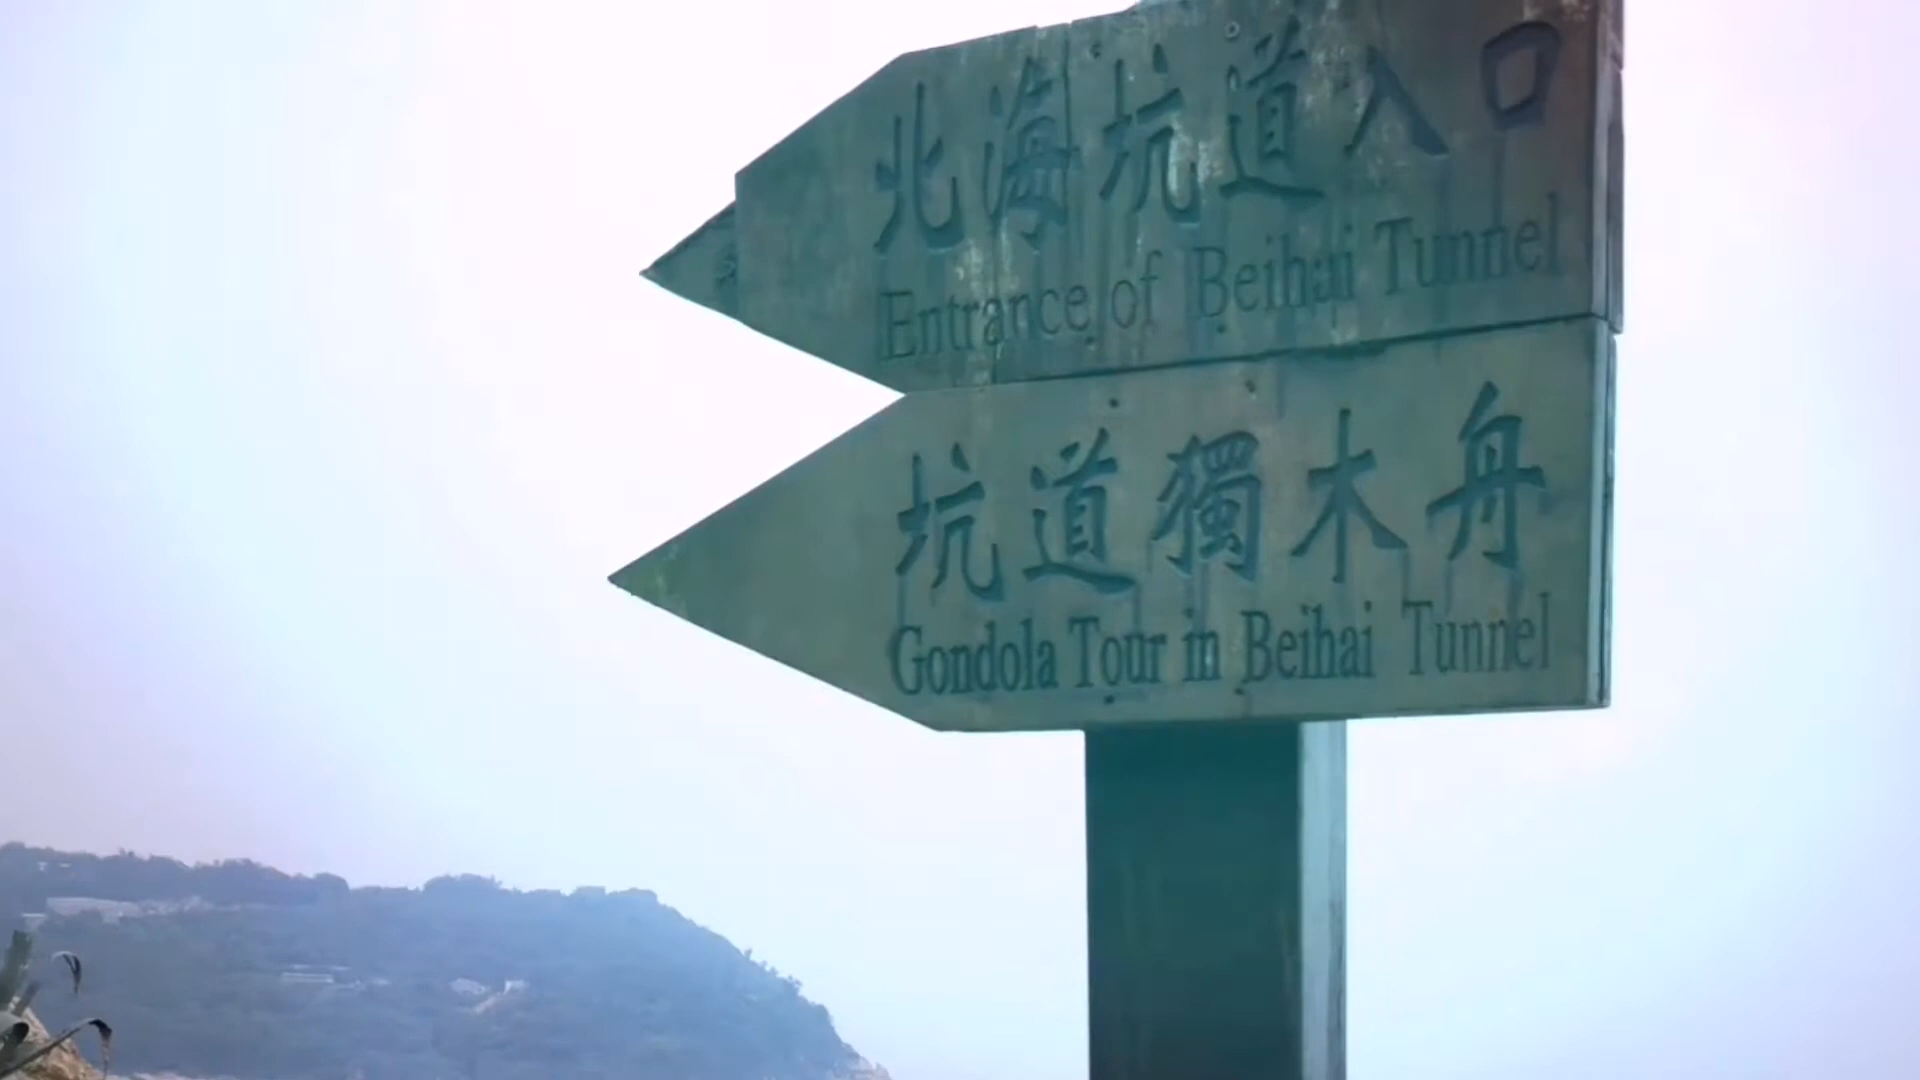 北海坑道入口
Entrance of Beihai Tunnel
坑道獨木舟
Gondola Tour in Beihai Tunnel